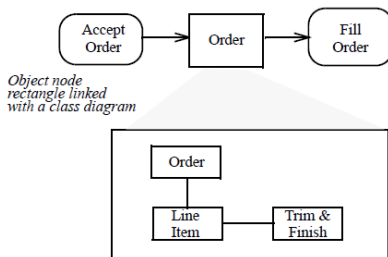 Accept
Order
Order
Fill
Order
Object node
rectangle linked
with a class diagram
Order
Line
Item
Trim &
Finish